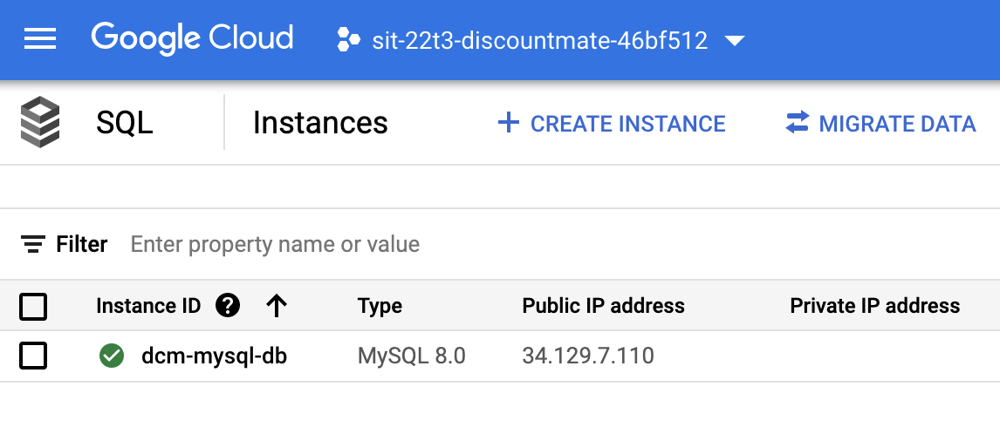 Google Cloud sit-22t3-discountmate-46bf512
SQL Instances CREATE INSTANCE MIGRATE DATA
Filter Enter property name or value
Instance ID ? Type Public IP address Private IP address
dcm-mysql-db MySQL 8.0 34.129.7.110